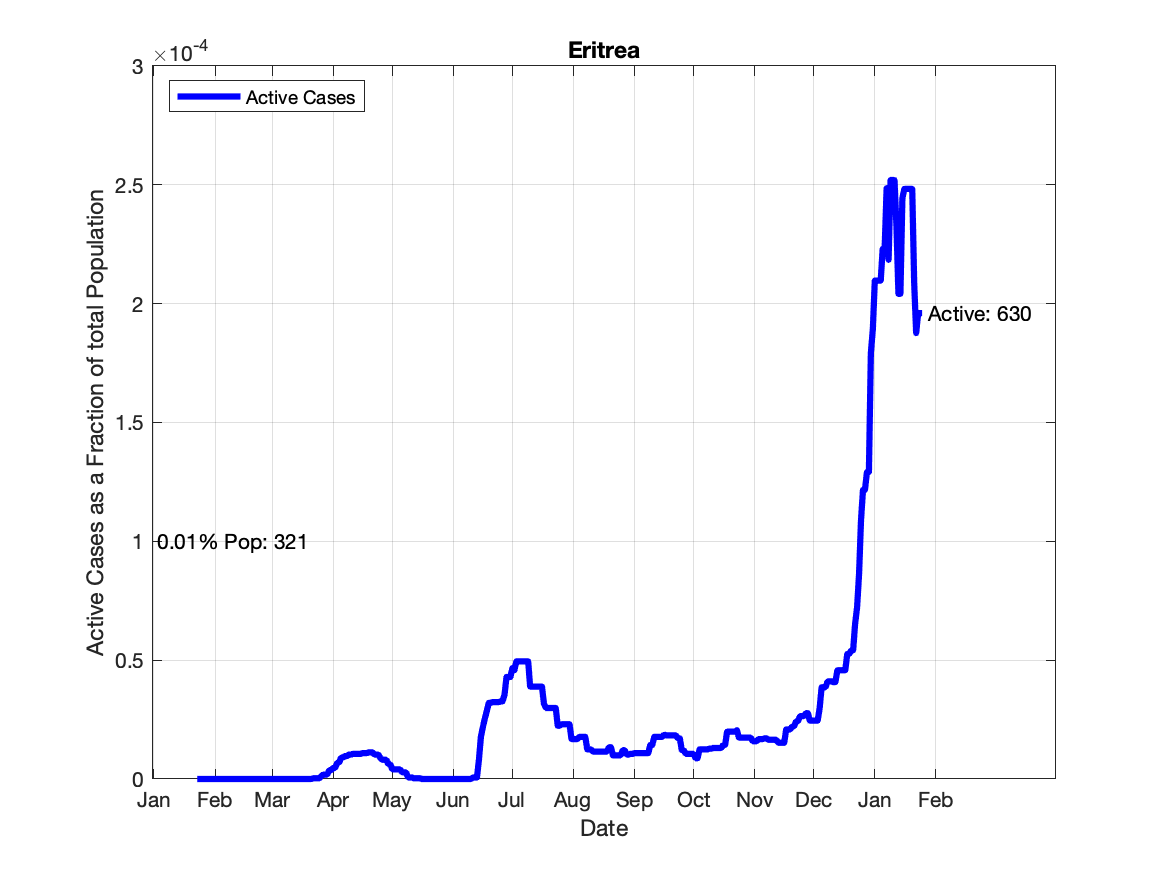 Eritrea
×10-4
Active Cases
3
2.5
2
1.5
1
0.5
0
Active Cases as a Fraction of total Population
0.01% Pop: 321
Active: 630
Jan Feb Mar Apr May Jun Jul Aug Sep Oct Nov Dec Jan Feb
Date